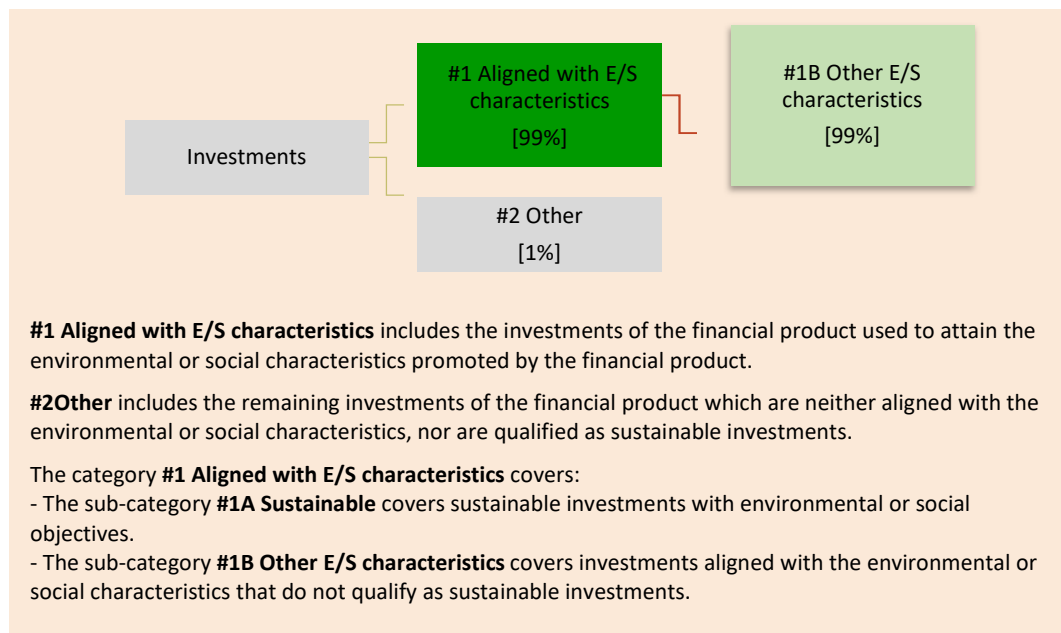 #1 Aligned with E/S
characteristics
[99%]
#1B Other E/S
characteristics
[99%]
Investments
#2 Other
[1%]
#1 Aligned with E/S characteristics includes the investments of the financial product used to attain the
environmental or social characteristics promoted by the financial product.
#2Other includes the remaining investments of the financial product which are neither aligned with the
environmental or social characteristics, nor are qualified as sustainable investments.
The category #1 Aligned with E/S characteristics covers:
- The sub-category #1A Sustainable covers sustainable investments with environmental or social
objectives.
- The sub-category #1B Other E/S characteristics covers investments aligned with the environmental or
social characteristics that do not qualify as sustainable investments.